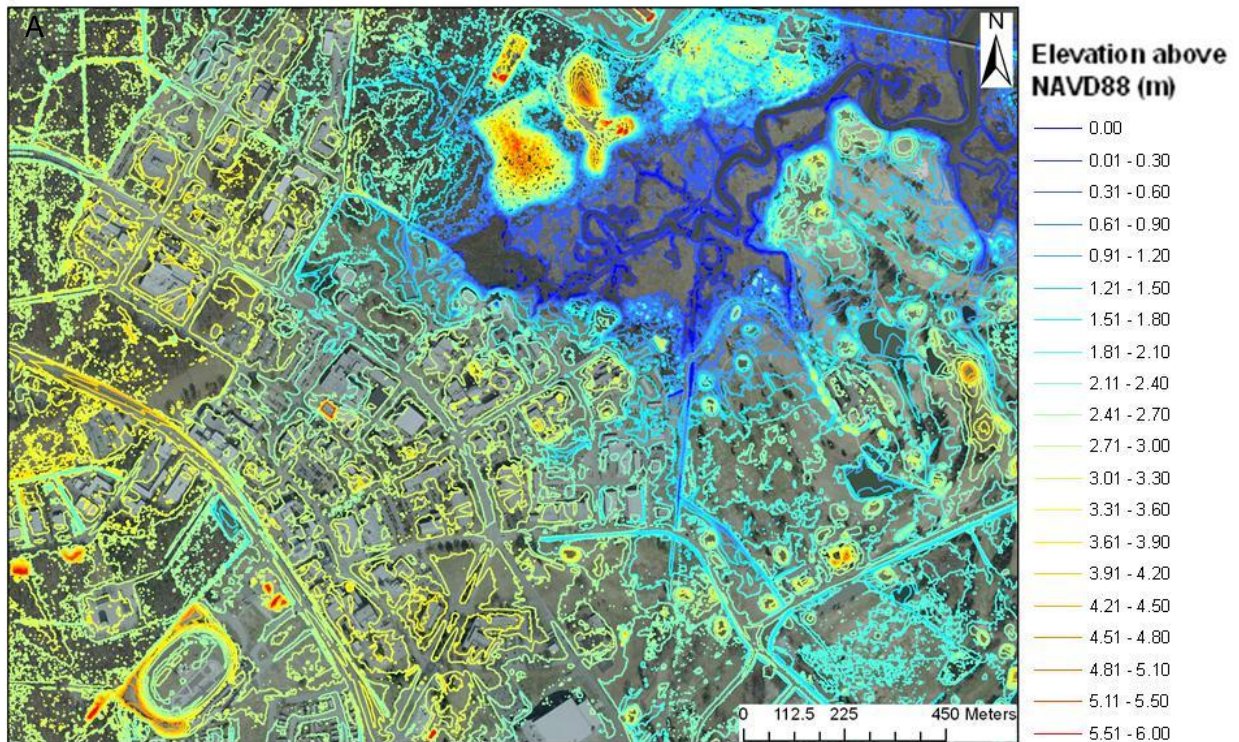 A
N
Elevation above
NAVD88 (m)
0.00
0.01 - 0.30
0.31 - 0.60
0.61 - 0.90
0.91 - 1.20
1.21 - 1.50
1.51 - 1.80
1.81 - 2.10
2.11 - 2.40
2.41 - 2.70
2.71 - 3.00
3.01 - 3.30
3.31 - 3.60
3.61 - 3.90
3.91 - 4.20
4.21 - 4.50
4.51 - 4.80
4.81 - 5.10
5.11 - 5.50
5.51 - 6.00
0 112.5 225 450 Meters